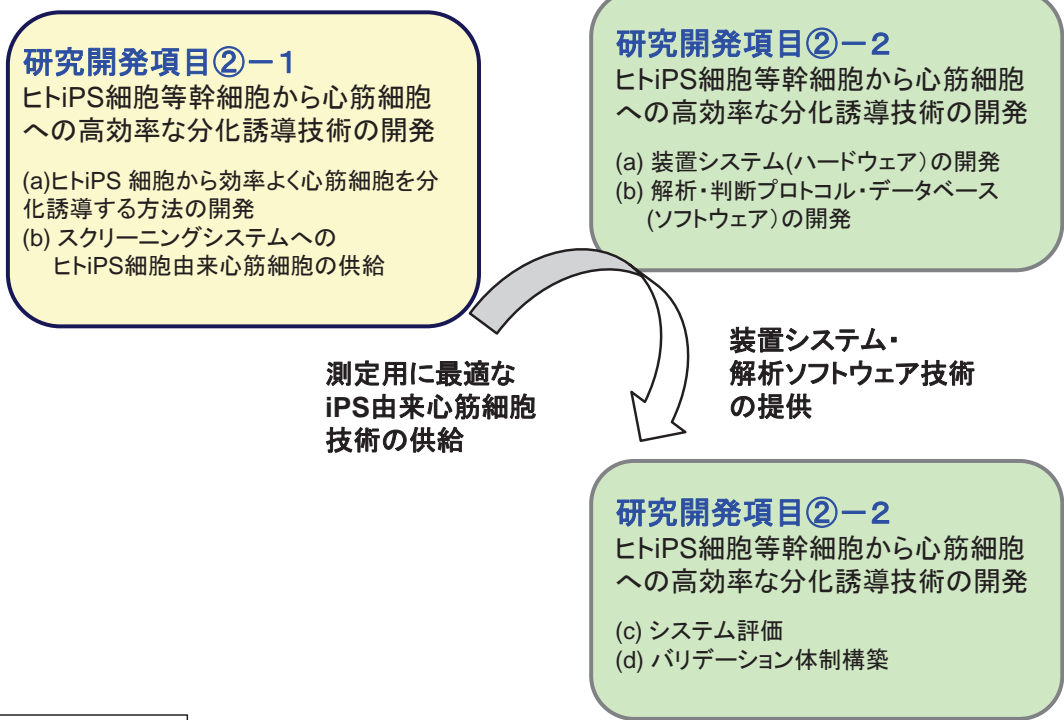 研究開発項目②－１
ヒトiPS細胞等幹細胞から心筋細胞
への高効率な分化誘導技術の開発
(a)ヒトiPS 細胞から効率よく心筋細胞を分
化誘導する方法の開発
(b) スクリーニングシステムへの
ヒトiPS細胞由来心筋細胞の供給
研究開発項目②－２
ヒトiPS細胞等幹細胞から心筋細胞
への高効率な分化誘導技術の開発
(a) 装置システム(ハードウェア）の開発
(b) 解析・判断プロトコル・データベース
(ソフトウェア）の開発
測定用に最適な
iPS由来心筋細胞
技術の供給
装置システム・
解析ソフトウェア技術
の提供
研究開発項目②－２
ヒトiPS細胞等幹細胞から心筋細胞
への高効率な分化誘導技術の開発
(c) システム評価
(d) バリデーション体制構築